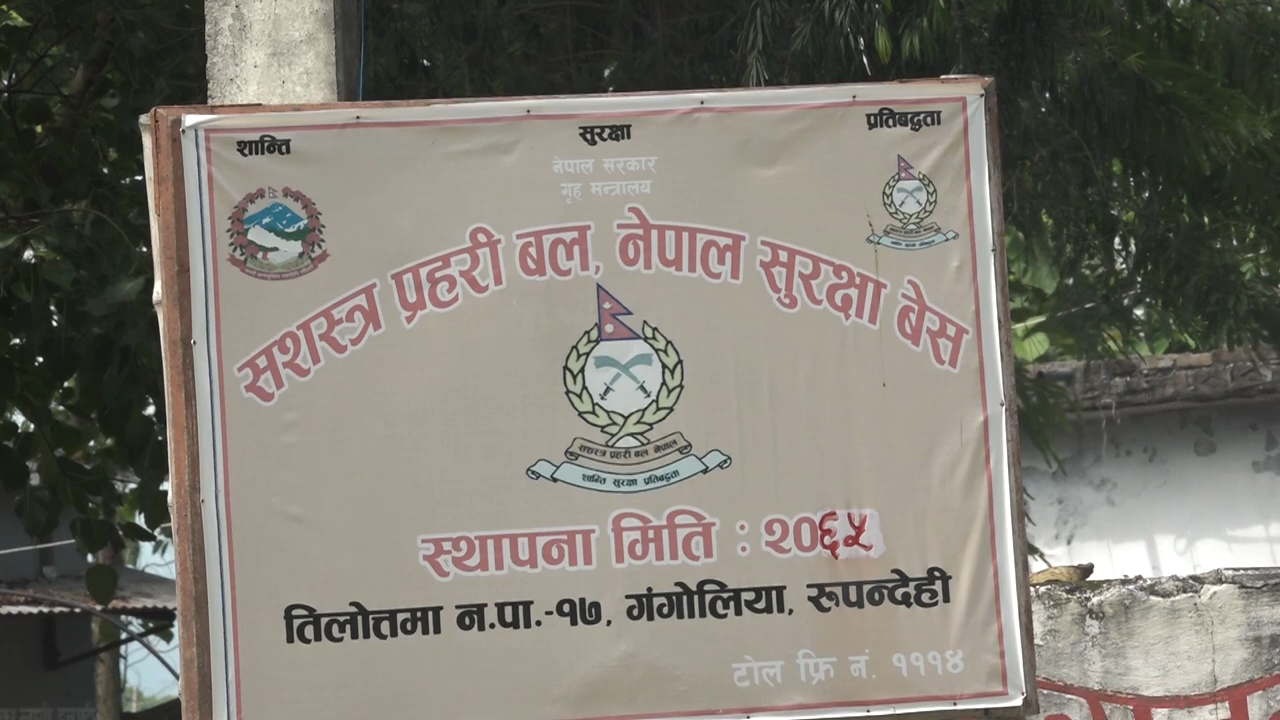 शान्ति सुरक्षा प्रतिबद्धता
नेपाल सरकार
गृह मन्त्रालय
सशस्त्र प्रहरी बल, नेपाल सुरक्षा बेस
सशस्त्र प्रहरी बल नेपाल
शान्ति सुरक्षा प्रतिबद्धता
स्थापना मिति : २०६५
तिलोत्तमा न.पा.-१७, गंगोलिया, रुपन्देही
टोल फ्रि नं. १११४